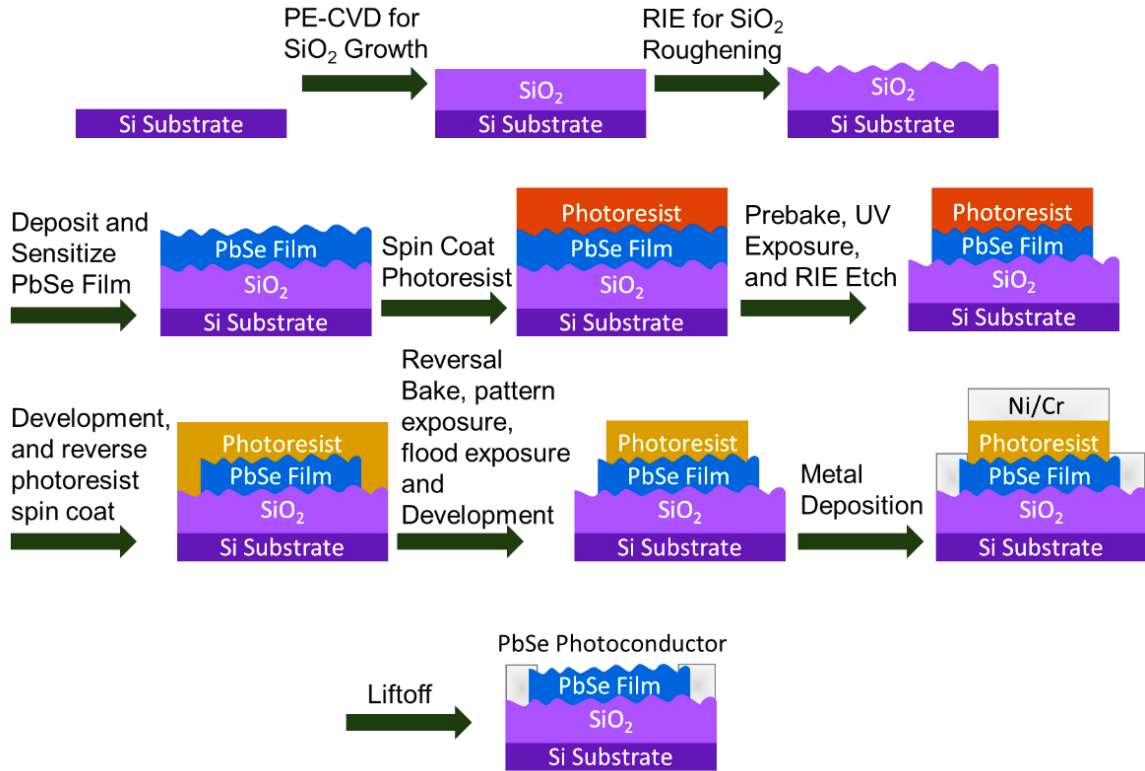 PE-CVD for
SiO₂ Growth
RIE for SiO₂
Roughening
Si Substrate
SiO₂
Si Substrate
SiO₂
Si Substrate
Deposit and
Sensitize
PbSe Film
PbSe Film
SiO₂
Si Substrate
Spin Coat
Photoresist
Photoresist
PbSe Film
SiO₂
Si Substrate
Prebake, UV
Exposure,
and RIE Etch
Photoresist
PbSe Film
SiO₂
Si Substrate
Development,
and reverse
photoresist
spin coat
Photoresist
PbSe Film
SiO₂
Si Substrate
Reversal
Bake, pattern
exposure,
flood exposure
and
Development
Photoresist
PbSe Film
SiO₂
Si Substrate
Metal
Deposition
Ni/Cr
Photoresist
PbSe Film
SiO₂
Si Substrate
Liftoff
PbSe Photoconductor
PbSe Film
SiO₂
Si Substrate